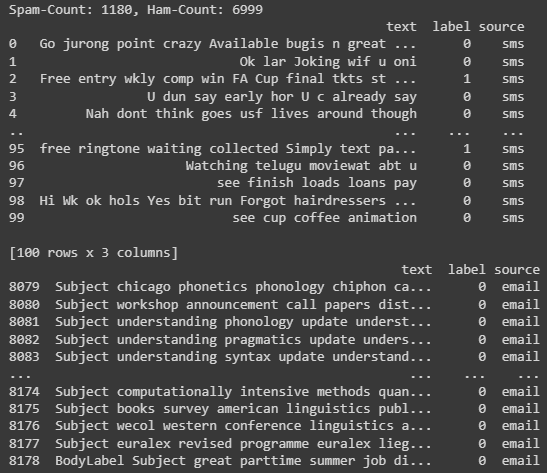 Spam-Count: 1180, Ham-Count: 6999
text label source
0 Go jurong point crazy Available bugis n great ... 0 sms
1 Ok lar Joking wif u oni 0 sms
2 Free entry wkly comp win FA Cup final tkts st ... 1 sms
3 U dun say early hor U c already say 0 sms
4 Nah dont think goes usf lives around though 0 sms
.. ... ... ...
95 free ringtone waiting collected Simply text pa... 1 sms
96 Watching telugu moviewat abt u 0 sms
97 see finish loads loans pay 0 sms
98 Hi Wk ok hols Yes bit run Forgot hairdressers ... 0 sms
99 see cup coffee animation 0 sms
[100 rows x 3 columns]
text label source
8079 Subject chicago phonetics phonology chiphon ca... 0 email
8080 Subject workshop announcement call papers dist... 0 email
8081 Subject understanding phonology update underst... 0 email
8082 Subject understanding pragmatics update unders... 0 email
8083 Subject understanding syntax update understand... 0 email
... ... ... ...
8174 Subject computationally intensive methods quan... 0 email
8175 Subject books survey american linguistics publ... 0 email
8176 Subject wecol western conference linguistics a... 0 email
8177 Subject euralex revised programme euralex lieg... 0 email
8178 BodyLabel Subject great parttime summer job di... 0 email